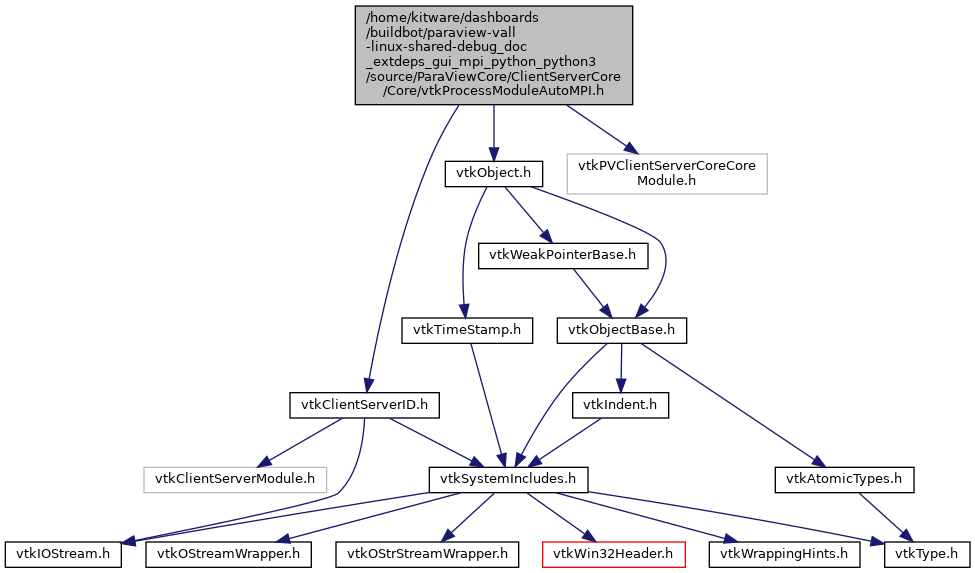 /home/kitware/dashboards
/buildbot/paraview-vall
-linux-shared-debug_doc
_extdeps_gui_mpi_python_python3
/source/ParaViewCore/ClientServerCore
/Core/vtkProcessModuleAutoMPI.h
vtkObject.h
vtkPVClientServerCoreCore
Module.h
vtkWeakPointerBase.h
vtkTimeStamp.h
vtkObjectBase.h
vtkClientServerID.h
vtkIndent.h
vtkClientServerModule.h
vtkSystemIncludes.h
vtkAtomicTypes.h
vtkIOStream.h
vtkOStreamWrapper.h
vtkOStrStreamWrapper.h
vtkWin32Header.h
vtkWrappingHints.h
vtkType.h